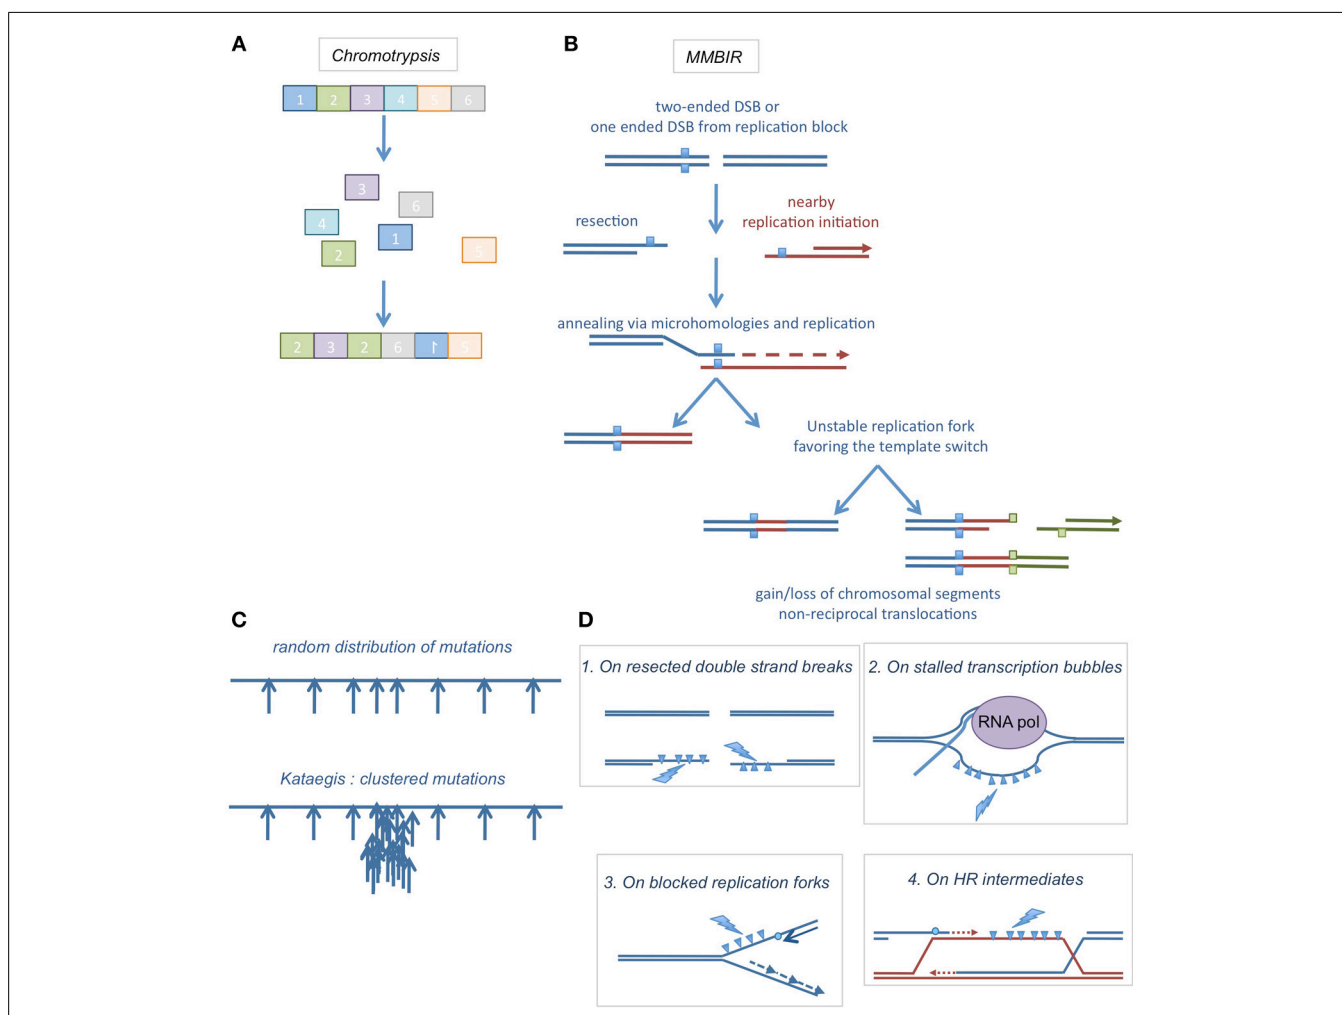 A
Chromotrypsis
1 2 3 4 5 6
3
6
4
1
2
5
2 3 2 6 1 5
B
MMBIR
two-ended DSB or
one ended DSB from replication block
nearby
resection
replication initiation
annealing via microhomologies and replication
Unstable replication fork
favoring the template switch
gain/loss of chromosomal segments
non-reciprocal translocations
C
random distribution of mutations
Kataegis : clustered mutations
D
1. On resected double strand breaks
2. On stalled transcription bubbles
RNA pol
3. On blocked replication forks
4. On HR intermediates